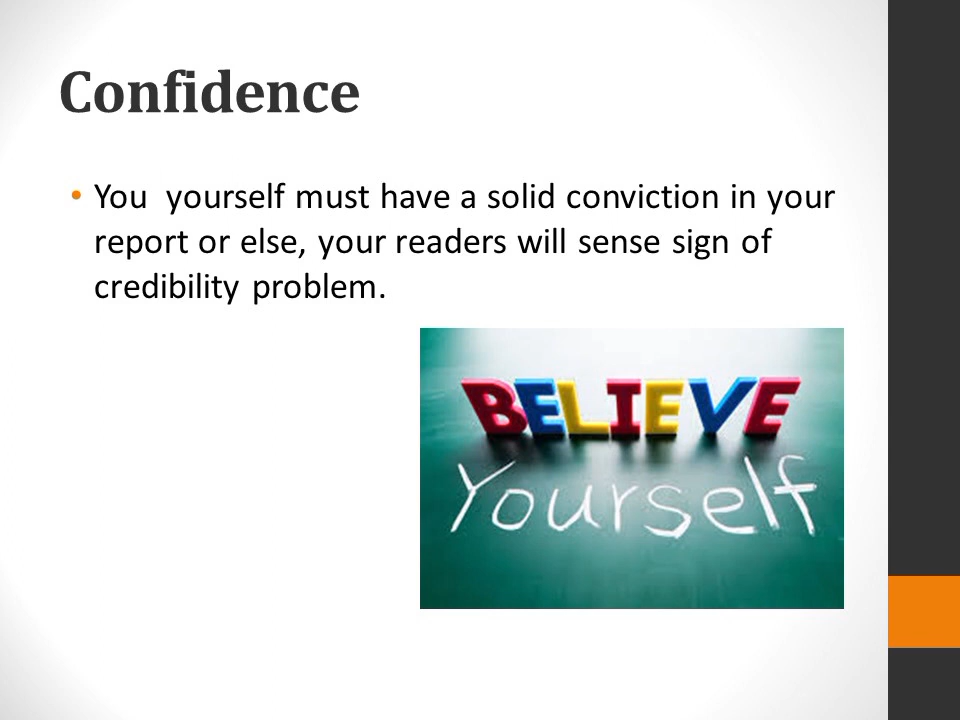 Confidence
• You  yourself must have a solid conviction in your
report or else, your readers will sense sign of
credibility problem.
BELIEVE
Yourself